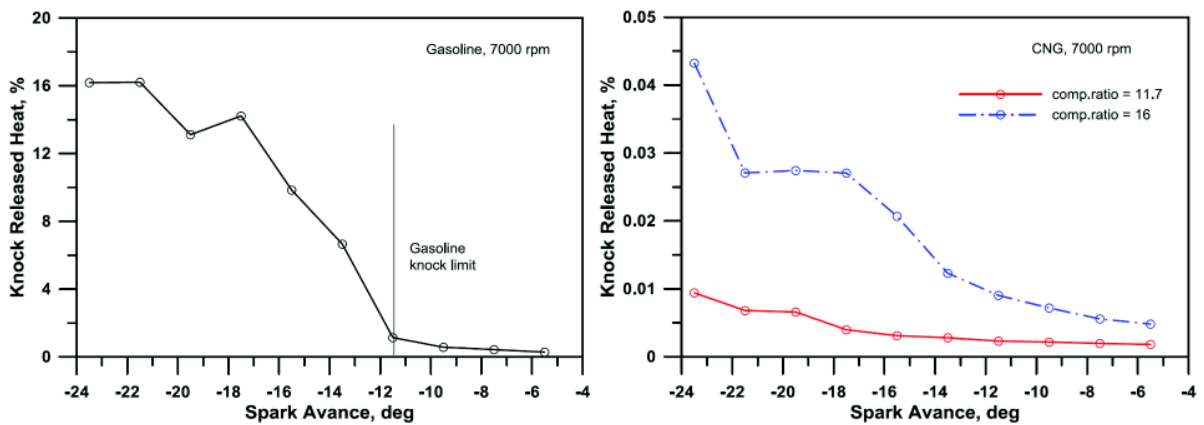 20
16
12
8
4
0
Knock Released Heat, %
Gasoline, 7000 rpm
Gasoline
knock limit
-24 -22 -20 -18 -16 -14 -12 -10 -8 -6 -4
Spark Avance, deg
0.05
0.04
0.03
0.02
0.01
0
Knock Released Heat, %
CNG, 7000 rpm
comp.ratio = 11.7
comp.ratio = 16
-24 -22 -20 -18 -16 -14 -12 -10 -8 -6 -4
Spark Avance, deg